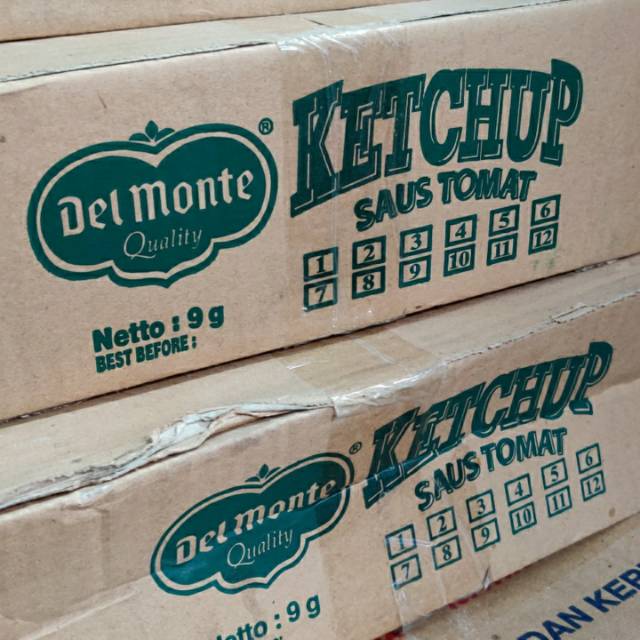 Del Monte ®
Quality
KETCHUP
SAUS TOMAT
1 2 3 4 5 6
7 8 9 10 11 12
Netto : 9 g
BEST BEFORE :
Del Monte ®
Quality
KETCHUP
SAUS TOMAT
1 2 3 4 5 6
7 8 9 10 11 12
etto : 9 g
DAN KER